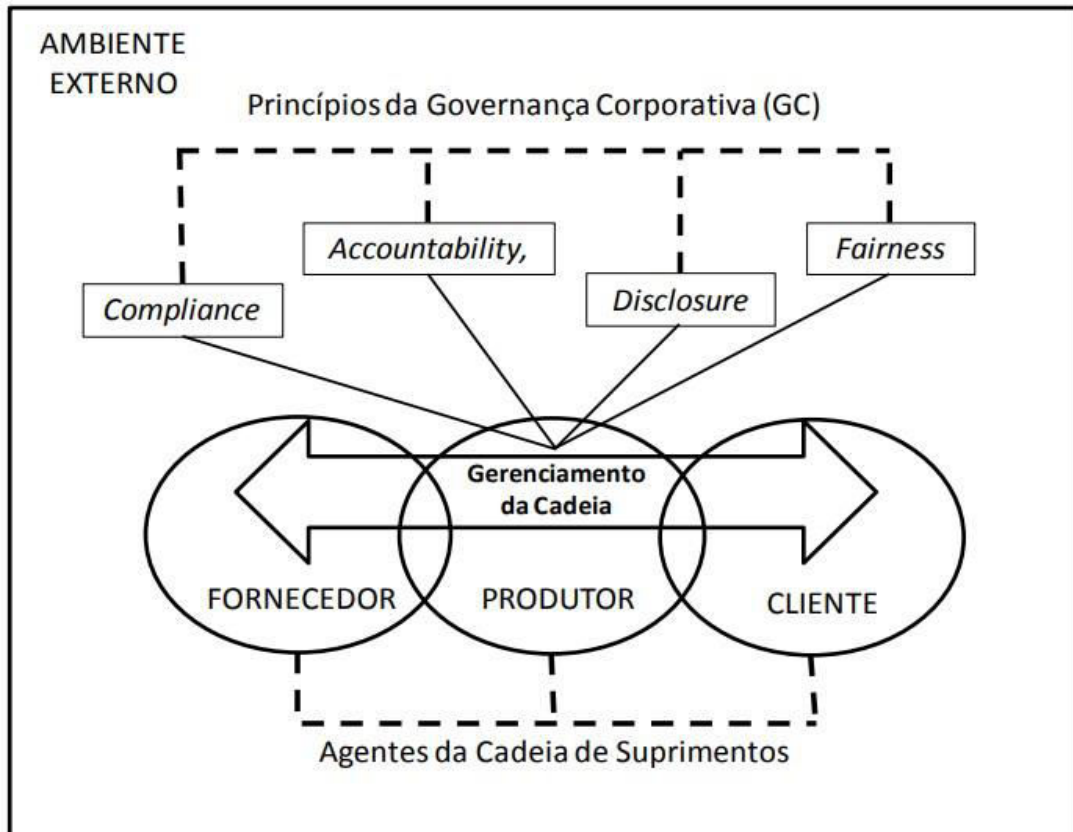 AMBIENTE
EXTERNO
Princípios da Governança Corporativa (GC)
Accountability,
Fairness
Compliance
Disclosure
Gerenciamento
da Cadeia
FORNECEDOR
PRODUTOR
CLIENTE
Agentes da Cadeia de Suprimentos